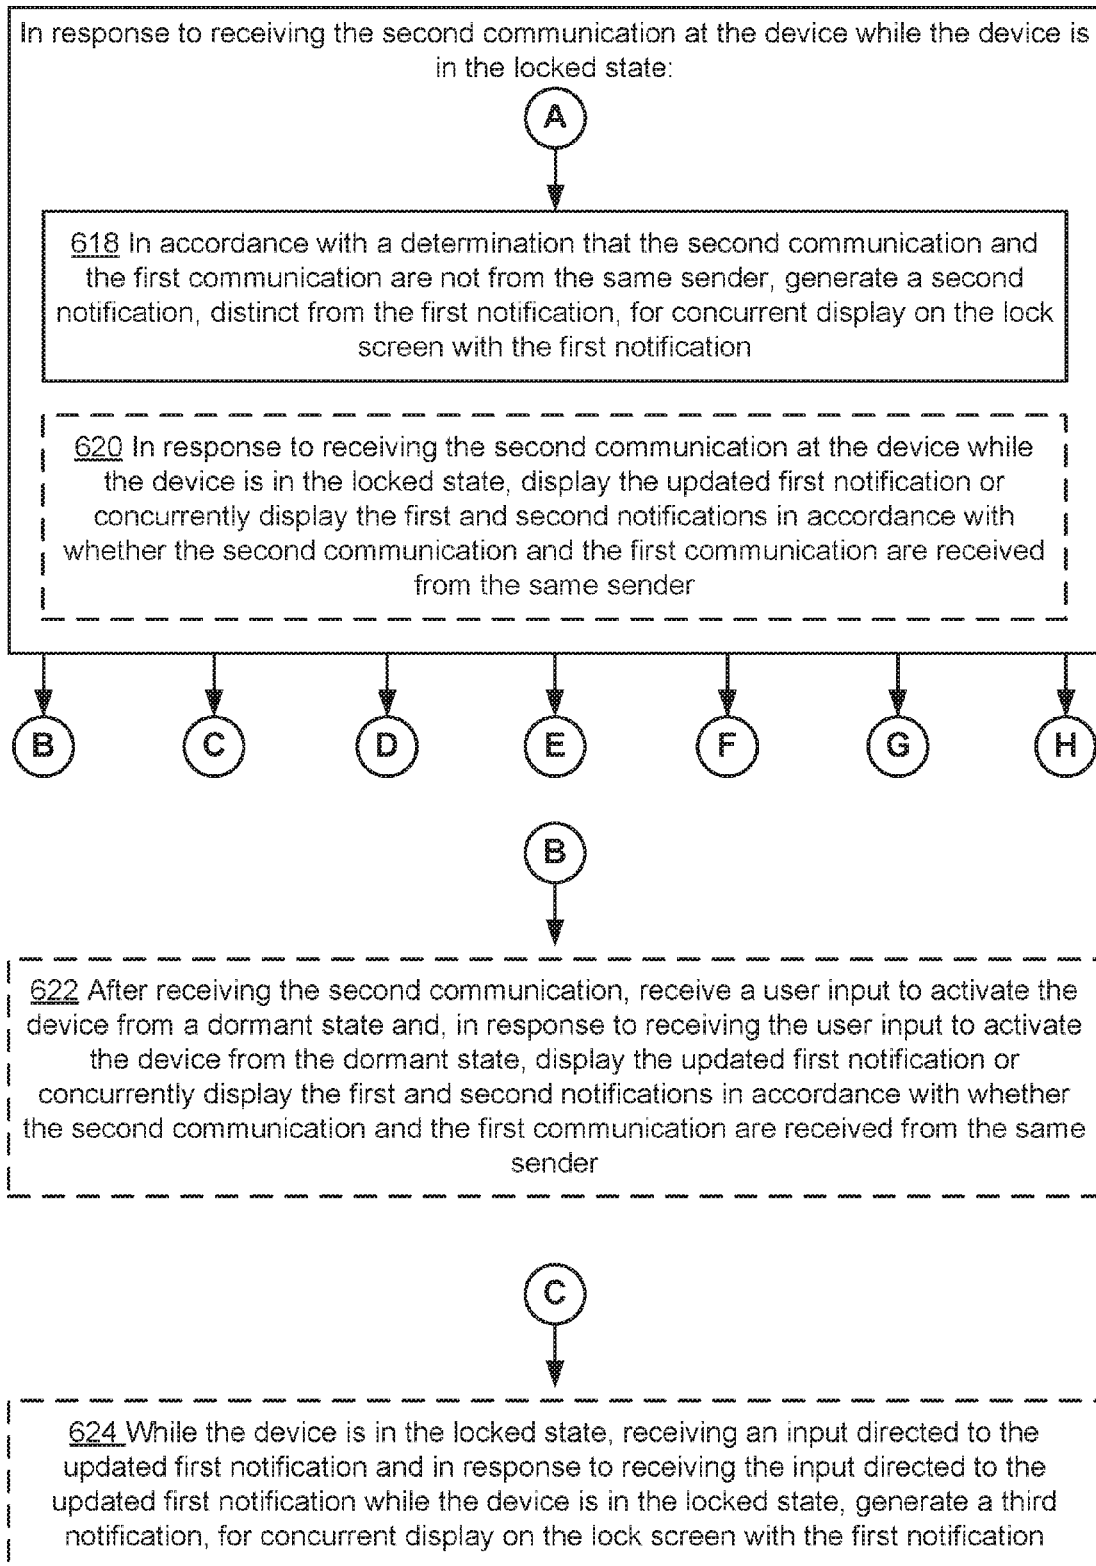 In response to receiving the second communication at the device while the device is
in the locked state:
A
618 In accordance with a determination that the second communication and
the first communication are not from the same sender, generate a second
notification, distinct from the first notification, for concurrent display on the lock
screen with the first notification
620 In response to receiving the second communication at the device while
the device is in the locked state, display the updated first notification or
concurrently display the first and second notifications in accordance with
whether the second communication and the first communication are received
from the same sender
B C D E F G H
B
622 After receiving the second communication, receive a user input to activate the
device from a dormant state and, in response to receiving the user input to activate
the device from the dormant state, display the updated first notification or
concurrently display the first and second notifications in accordance with whether
the second communication and the first communication are received from the same
sender
C
624 While the device is in the locked state, receiving an input directed to the
updated first notification and in response to receiving the input directed to the
updated first notification while the device is in the locked state, generate a third
notification, for concurrent display on the lock screen with the first notification